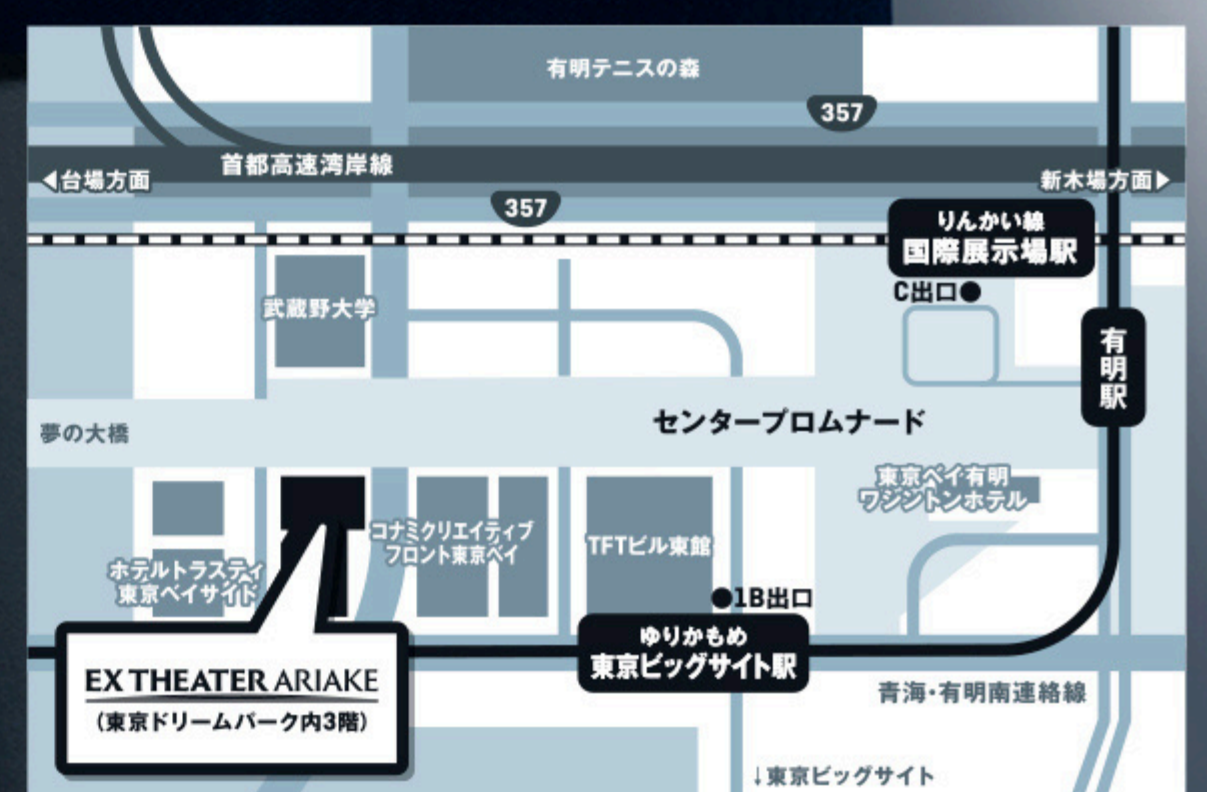 有明テニスの森
357
首都高速湾岸線
◀台場方面
新木場方面▶
357
りんかい線
国際展示場駅
C出口●
武蔵野大学
有明駅
センタープロムナード
夢の大橋
東京ベイ有明
ワシントンホテル
コナミクリエイティブ
フロント東京ベイ
TFTビル東館
ホテルトラスティ
東京ベイサイド
●1B出口
ゆりかもめ
東京ビッグサイト駅
EX THEATER ARIAKE
(東京ドリームパーク内3階)
青海・有明南連絡線
↓東京ビッグサイト